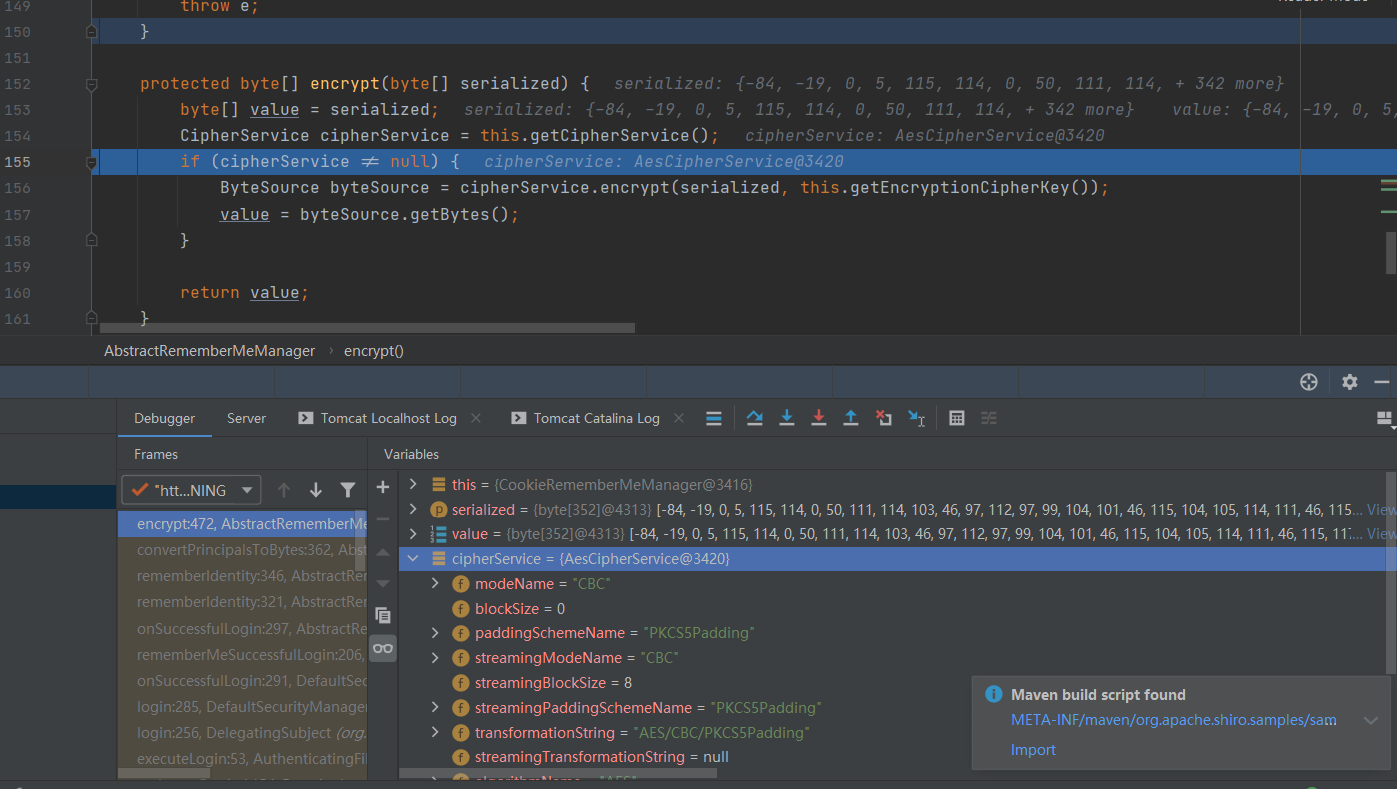 149 throw e;
150 }
151
152 protected byte[] encrypt(byte[] serialized) { serialized: {-84, -19, 0, 5, 115, 114, 0, 50, 111, 114, + 342 more}
153 byte[] value = serialized; serialized: {-84, -19, 0, 5, 115, 114, 0, 50, 111, 114, + 342 more} value: {-84, -19, 0, 5,
154 CipherService cipherService = this.getCipherService(); cipherService: AesCipherService@3420
155 if (cipherService ≠ null) { cipherService: AesCipherService@3420
156 ByteSource byteSource = cipherService.encrypt(serialized, this.getEncryptionCipherKey());
157 value = byteSource.getBytes();
158 }
159
160 return value;
161 }
AbstractRememberMeManager › encrypt()
Debugger Server Tomcat Localhost Log × Tomcat Catalina Log ×
Frames Variables
"htt...NING
encrypt:472, AbstractRememberMe
convertPrincipalsToBytes:362, Abst
rememberIdentity:346, AbstractRer
rememberIdentity:321, AbstractRer
onSuccessfulLogin:297, AbstractRe
rememberMeSuccessfulLogin:206,
onSuccessfulLogin:291, DefaultSec
login:285, DefaultSecurityManager
login:256, DelegatingSubject (org.
executeLogin:53, AuthenticatingFil
this = {CookieRememberMeManager@3416}
serialized = {byte[352]@4313} [-84, -19, 0, 5, 115, 114, 0, 50, 111, 114, 103, 46, 97, 112, 97, 99, 104, 101, 46, 115, 104, 105, 114, 111, 46, 115... View
value = {byte[352]@4313} [-84, -19, 0, 5, 115, 114, 0, 50, 111, 114, 103, 46, 97, 112, 97, 99, 104, 101, 46, 115, 104, 105, 114, 111, 46, 115, 11... View
cipherService = {AesCipherService@3420}
modeName = "CBC"
blockSize = 0
paddingSchemeName = "PKCS5Padding"
streamingModeName = "CBC"
streamingBlockSize = 8
streamingPaddingSchemeName = "PKCS5Padding"
transformationString = "AES/CBC/PKCS5Padding"
streamingTransformationString = null
algorithmName = "AES"
Maven build script found
META-INF/maven/org.apache.shiro.samples/sam...
Import